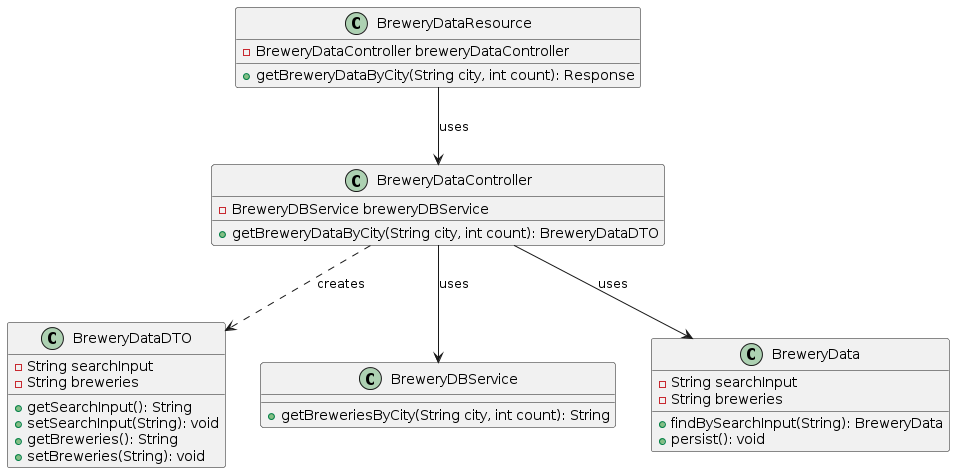 C BreweryDataResource
BreweryDataController breweryDataController
getBreweryDataByCity(String city, int count): Response
uses
C BreweryDataController
BreweryDBService breweryDBService
getBreweryDataByCity(String city, int count): BreweryDataDTO
creates
uses
uses
C BreweryDataDTO
String searchInput
String breweries
getSearchInput(): String
setSearchInput(String): void
getBreweries(): String
setBreweries(String): void
C BreweryDBService
getBreweriesByCity(String city, int count): String
C BreweryData
String searchInput
String breweries
findBySearchInput(String): BreweryData
persist(): void